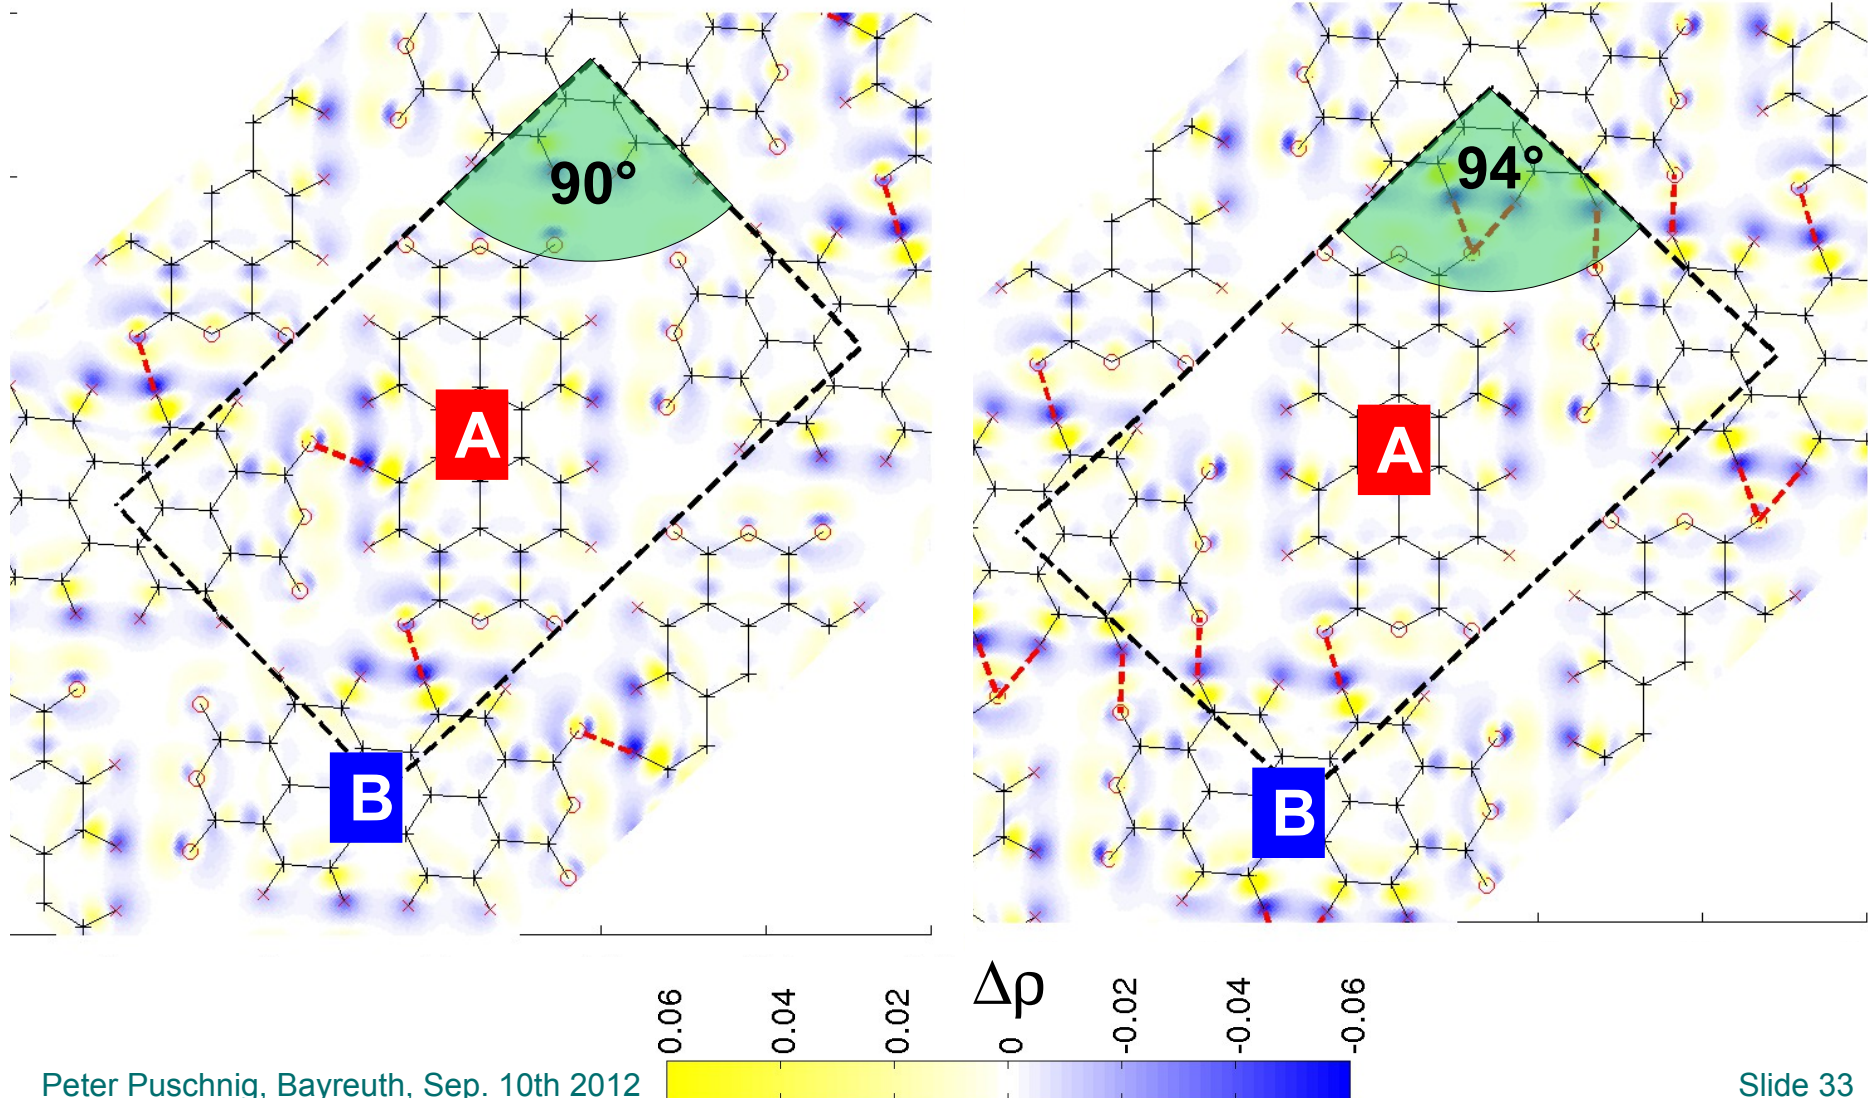 90°
94°
A
A
B
B
Δρ
0.06
0.04
0.02
0
-0.02
-0.04
-0.06
Peter Puschnig, Bayreuth, Sep. 10th 2012
Slide 33